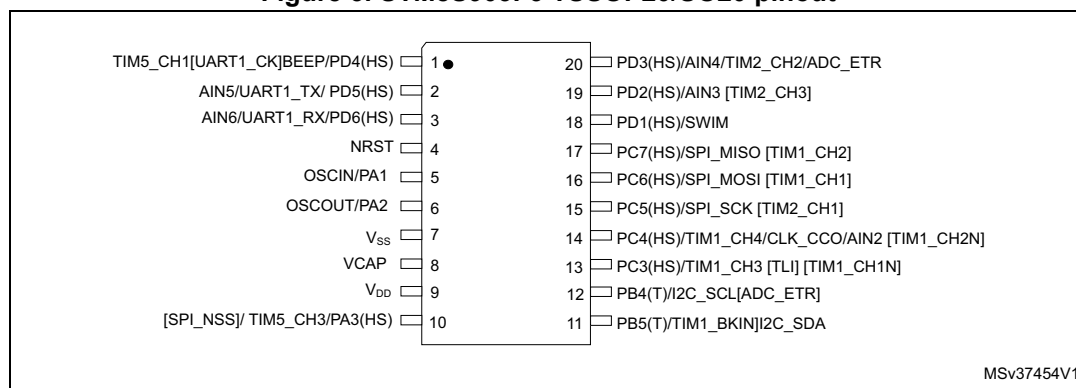 TIM5_CH1[UART1_CK]BEEP/PD4(HS) 1 20 PD3(HS)/AIN4/TIM2_CH2/ADC_ETR
AIN5/UART1_TX/ PD5(HS) 2 19 PD2(HS)/AIN3 [TIM2_CH3]
AIN6/UART1_RX/PD6(HS) 3 18 PD1(HS)/SWIM
NRST 4 17 PC7(HS)/SPI_MISO [TIM1_CH2]
OSCIN/PA1 5 16 PC6(HS)/SPI_MOSI [TIM1_CH1]
OSCOUT/PA2 6 15 PC5(HS)/SPI_SCK [TIM2_CH1]
VSS 7 14 PC4(HS)/TIM1_CH4/CLK_CCO/AIN2 [TIM1_CH2N]
VCAP 8 13 PC3(HS)/TIM1_CH3 [TLI] [TIM1_CH1N]
VDD 9 12 PB4(T)/I2C_SCL[ADC_ETR]
[SPI_NSS]/ TIM5_CH3/PA3(HS) 10 11 PB5(T)/TIM1_BKIN]I2C_SDA
MSv37454V1